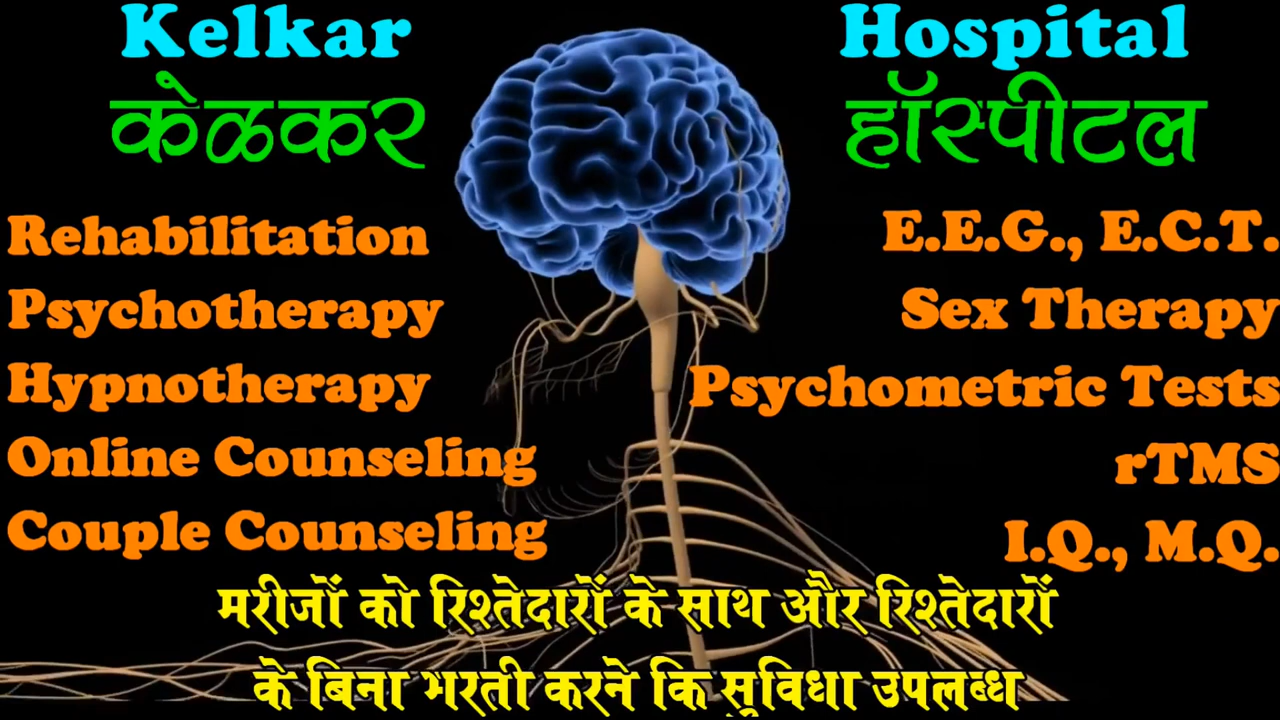 Kelkar Hospital
केळकर हॉस्पीटल
Rehabilitation
Psychotherapy
Hypnotherapy
Online Counseling
Couple Counseling
E.E.G., E.C.T.
Sex Therapy
Psychometric Tests
rTMS
I.Q., M.Q.
मरीजों को रिश्तेदारों के साथ और रिश्तेदारों
के बिना भरती करने कि सुविधा उपलब्ध